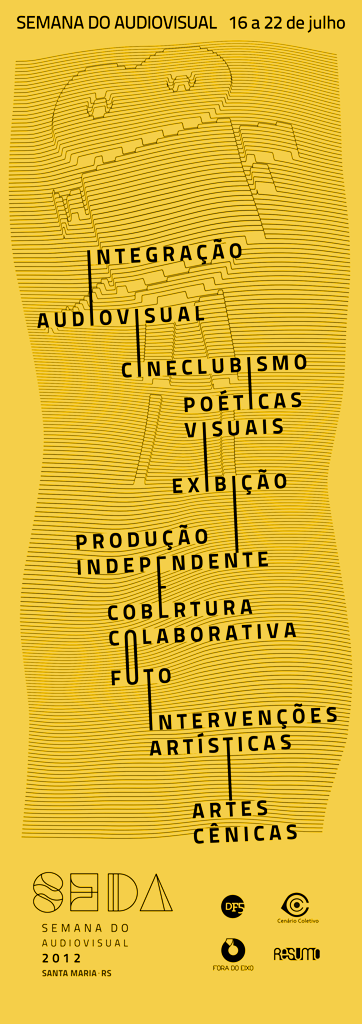 SEMANA DO AUDIOVISUAL 16 a 22 de julho
INTEGRAÇÃO
AUDIOVISUAL
CINECLUBISMO
POÉTICAS
VISUAIS
EXIBIÇÃO
PRODUÇÃO
INDEPENDENTE
COBERTURA
COLABORATIVA
FOTO
INTERVENÇÕES
ARTÍSTICAS
ARTES
CÊNICAS
SEDA
SEMANA DO
AUDIOVISUAL
2012
SANTA MARIA · RS
DFS
Cenário Coletivo
FORA DO EIXO